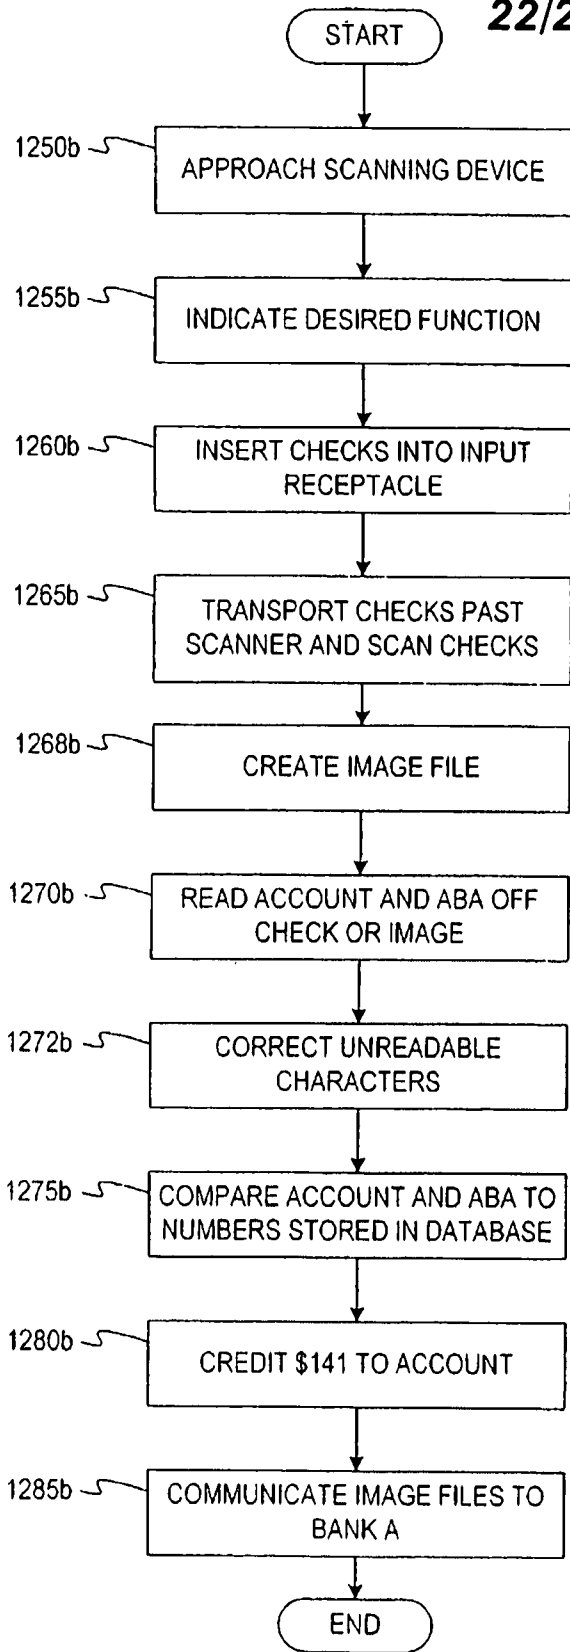 22/2
START
1250b
APPROACH SCANNING DEVICE
1255b
INDICATE DESIRED FUNCTION
1260b
INSERT CHECKS INTO INPUT
RECEPTACLE
1265b
TRANSPORT CHECKS PAST
SCANNER AND SCAN CHECKS
1268b
CREATE IMAGE FILE
1270b
READ ACCOUNT AND ABA OFF
CHECK OR IMAGE
1272b
CORRECT UNREADABLE
CHARACTERS
1275b
COMPARE ACCOUNT AND ABA TO
NUMBERS STORED IN DATABASE
1280b
CREDIT $141 TO ACCOUNT
1285b
COMMUNICATE IMAGE FILES TO
BANK A
END